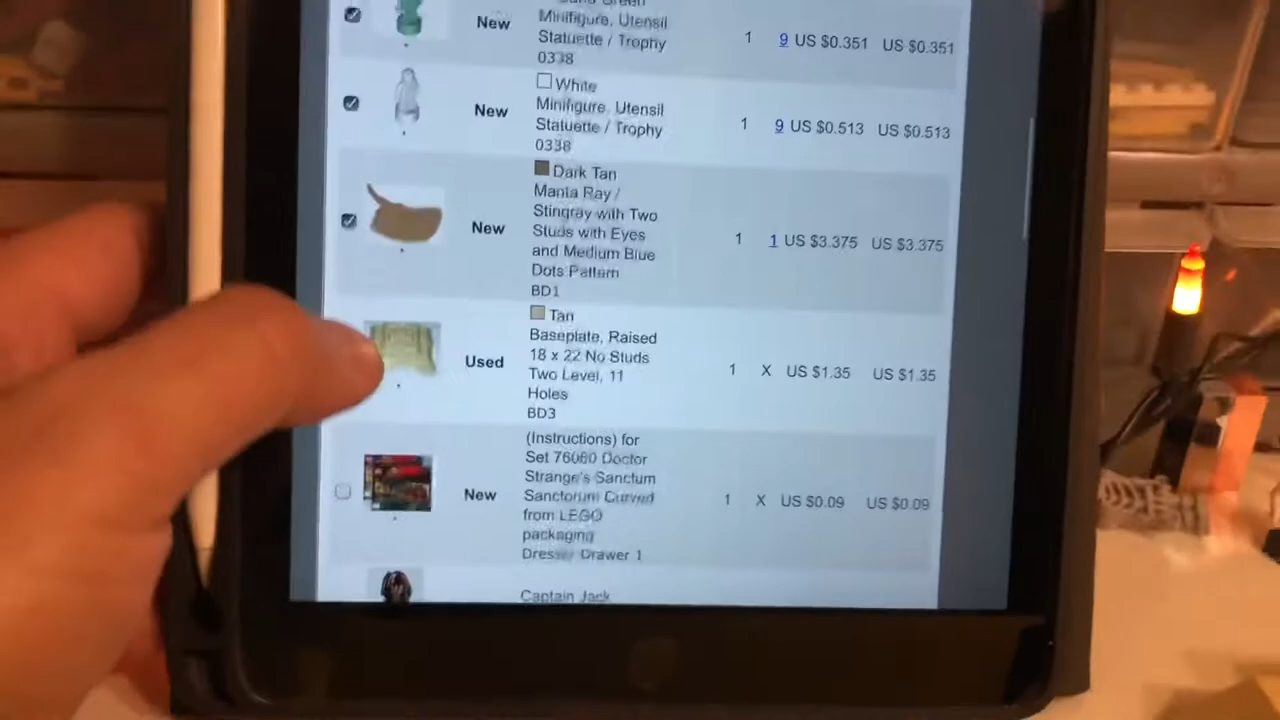 New
Minifigure, Utensil
Statuette / Trophy
0338
1 9 US $0.351 US $0.351
White
New
Minifigure, Utensil
Statuette / Trophy
0338
1 9 US $0.513 US $0.513
Dark Tan
Manta Ray /
Stingray with Two
Studs with Eyes
and Medium Blue
Dots Pattern
BD1
New
1 1 US $3.375 US $3.375
Tan
Baseplate, Raised
18 x 22 No Studs
Two Level, 11
Holes
BD3
Used
1 X US $1.35 US $1.35
(Instructions) for
Set 76060 Doctor
Strange's Sanctum
Sanctorum Curved
from LEGO
packaging
Dresser Drawer 1
New
1 X US $0.09 US $0.09
Captain Jack